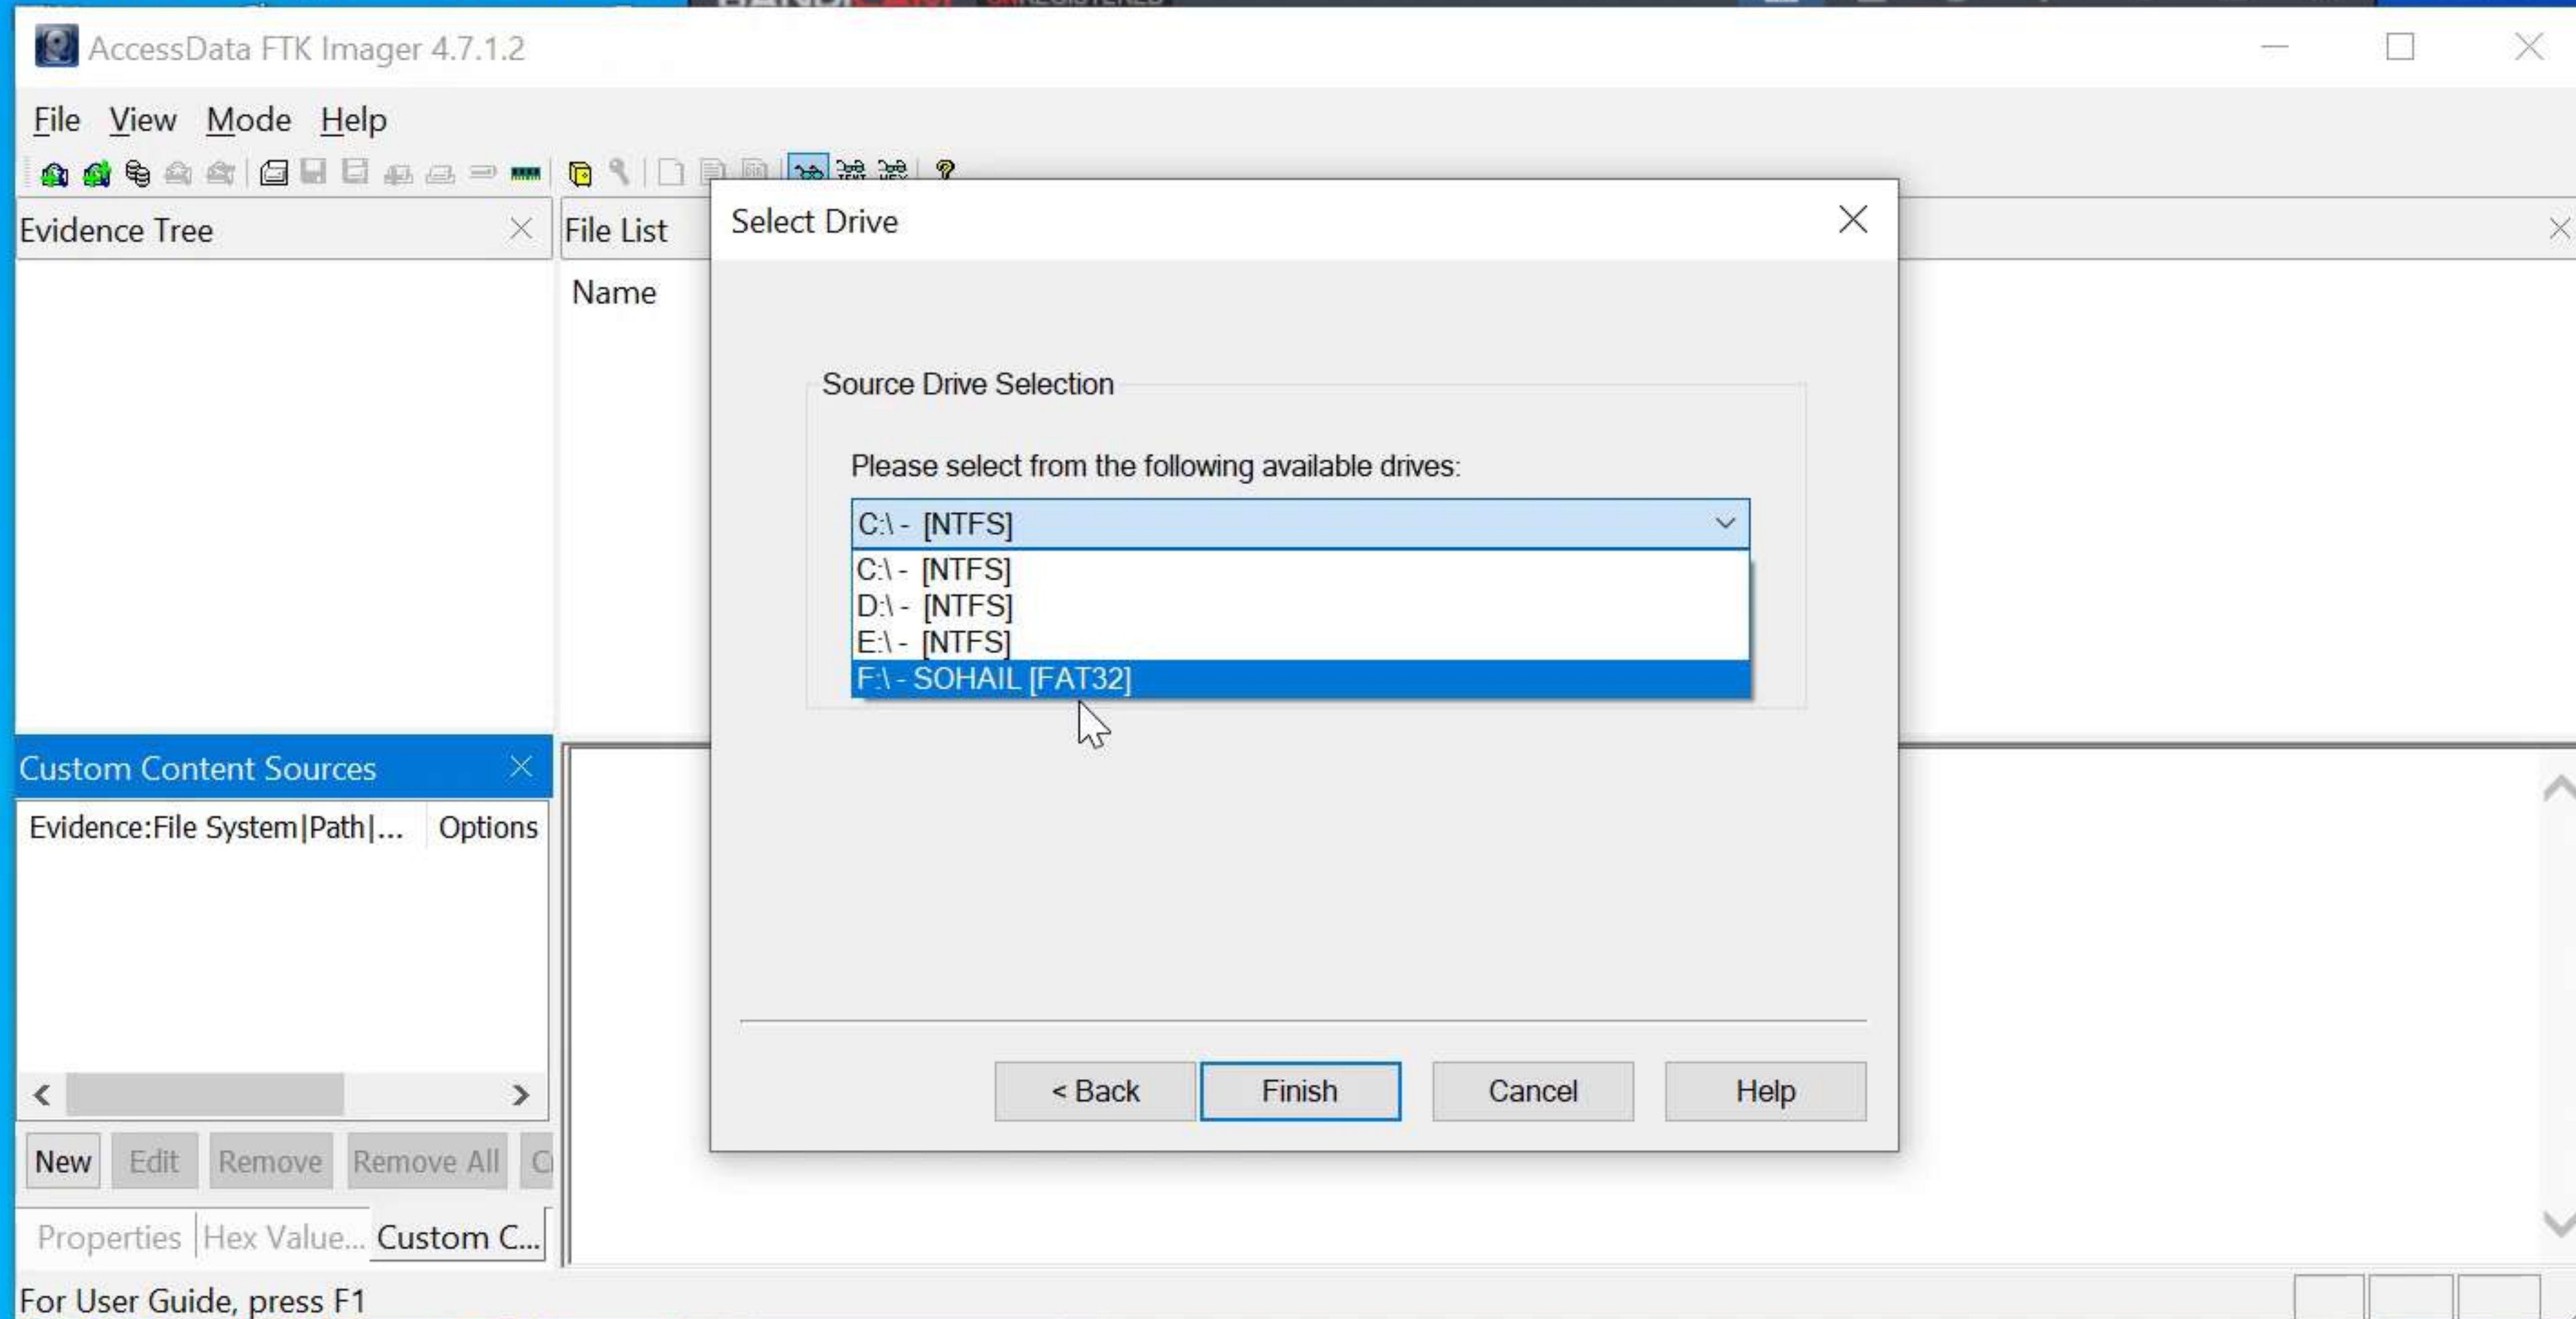 BANDICAM UNREGISTERED
AccessData FTK Imager 4.7.1.2
File View Mode Help
Evidence Tree
File List
Name
Select Drive
Source Drive Selection
Please select from the following available drives:
C:\ - [NTFS]
C:\ - [NTFS]
D:\ - [NTFS]
E:\ - [NTFS]
F:\ - SOHAIL [FAT32]
< Back Finish Cancel Help
Custom Content Sources
Evidence:File System|Path|... Options
New Edit Remove Remove All
Properties Hex Value... Custom C...
For User Guide, press F1